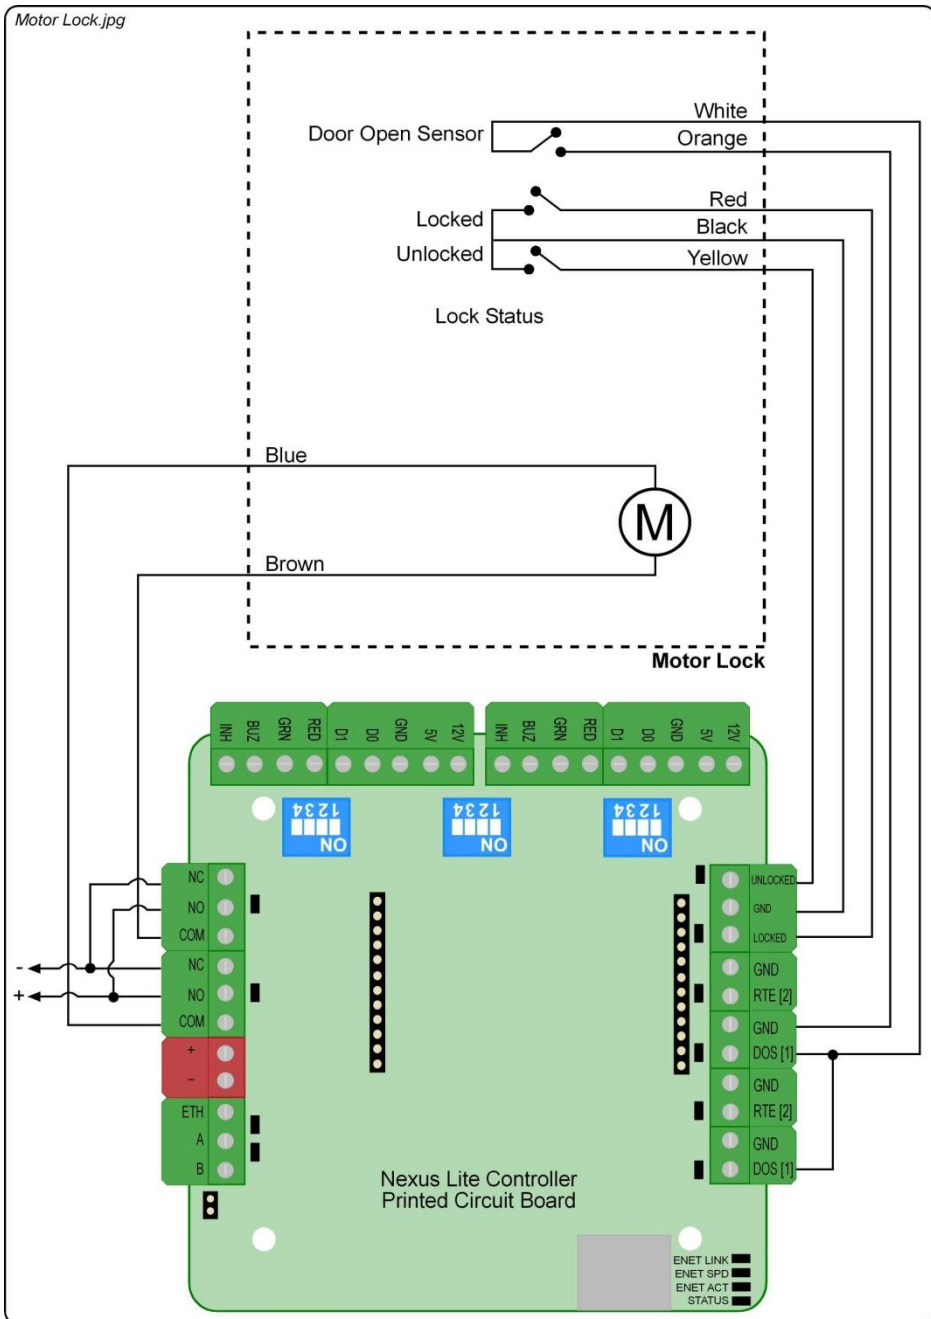 Motor Lock.jpg
White
Door Open Sensor
Orange
Red
Locked
Black
Unlocked
Yellow
Lock Status
Blue
M
Brown
Motor Lock
INH BUZ GRN RED D1 D0 GND 5V 12V INH BUZ GRN RED D1 D0 GND 5V 12V
1234 ON
1234 ON
1234 ON
NC
NO
COM
- NC
+ NO
COM
+
−
ETH
A
B
UNLOCKED
GND
LOCKED
GND
RTE [2]
GND
DOS [1]
GND
RTE [2]
GND
DOS [1]
Nexus Lite Controller
Printed Circuit Board
ENET LINK
ENET SPD
ENET ACT
STATUS